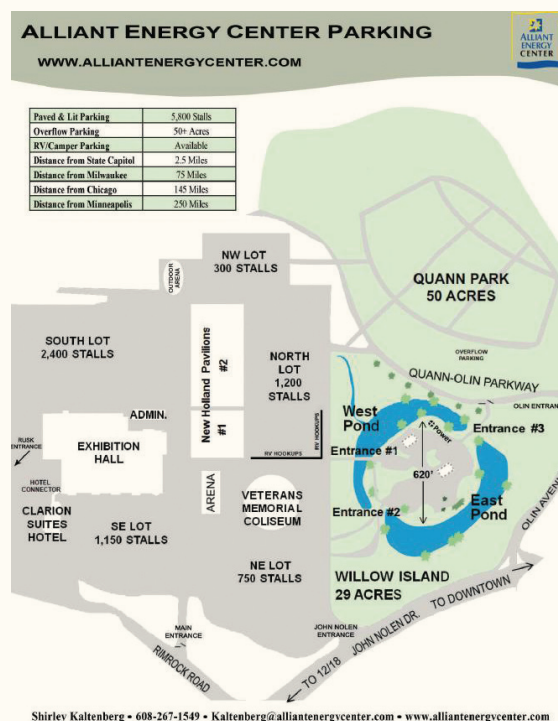 ALLIANT ENERGY CENTER PARKING
WWW.ALLIANTENERGYCENTER.COM
ALLIANT
ENERGY
CENTER
Paved & Lit Parking 5,800 Stalls
Overflow Parking 50+ Acres
RV/Camper Parking Available
Distance from State Capitol 2.5 Miles
Distance from Milwaukee 75 Miles
Distance from Chicago 145 Miles
Distance from Minneapolis 250 Miles
NW LOT
300 STALLS
OUTDOOR
ARENA
QUANN PARK
50 ACRES
SOUTH LOT
2,400 STALLS
New Holland Pavilions
#2
#1
NORTH
LOT
1,200
STALLS
OVERFLOW
PARKING
QUANN-OLIN PARKWAY
OLIN ENTRAN
West
Pond
Power
Entrance #3
ADMIN.
RV HOOKUPS
RV HOOKUPS
Entrance #1
RUSK
ENTRANCE
EXHIBITION
HALL
620'
HOTEL
CONNECTOR
ARENA
VETERANS
MEMORIAL
COLISEUM
East
Pond
Entrance #2
OLIN AVEN
CLARION
SUITES
HOTEL
SE LOT
1,150 STALLS
NE LOT
750 STALLS
WILLOW ISLAND
29 ACRES
MAIN
ENTRANCE
JOHN NOLEN
ENTRANCE
RIMROCK ROAD
TO 12/18
JOHN NOLEN DR.
TO DOWNTOWN
Shirley Kaltenberg • 608-267-1549 • Kaltenberg@alliantenergycenter.com • www.alliantenergycenter.com